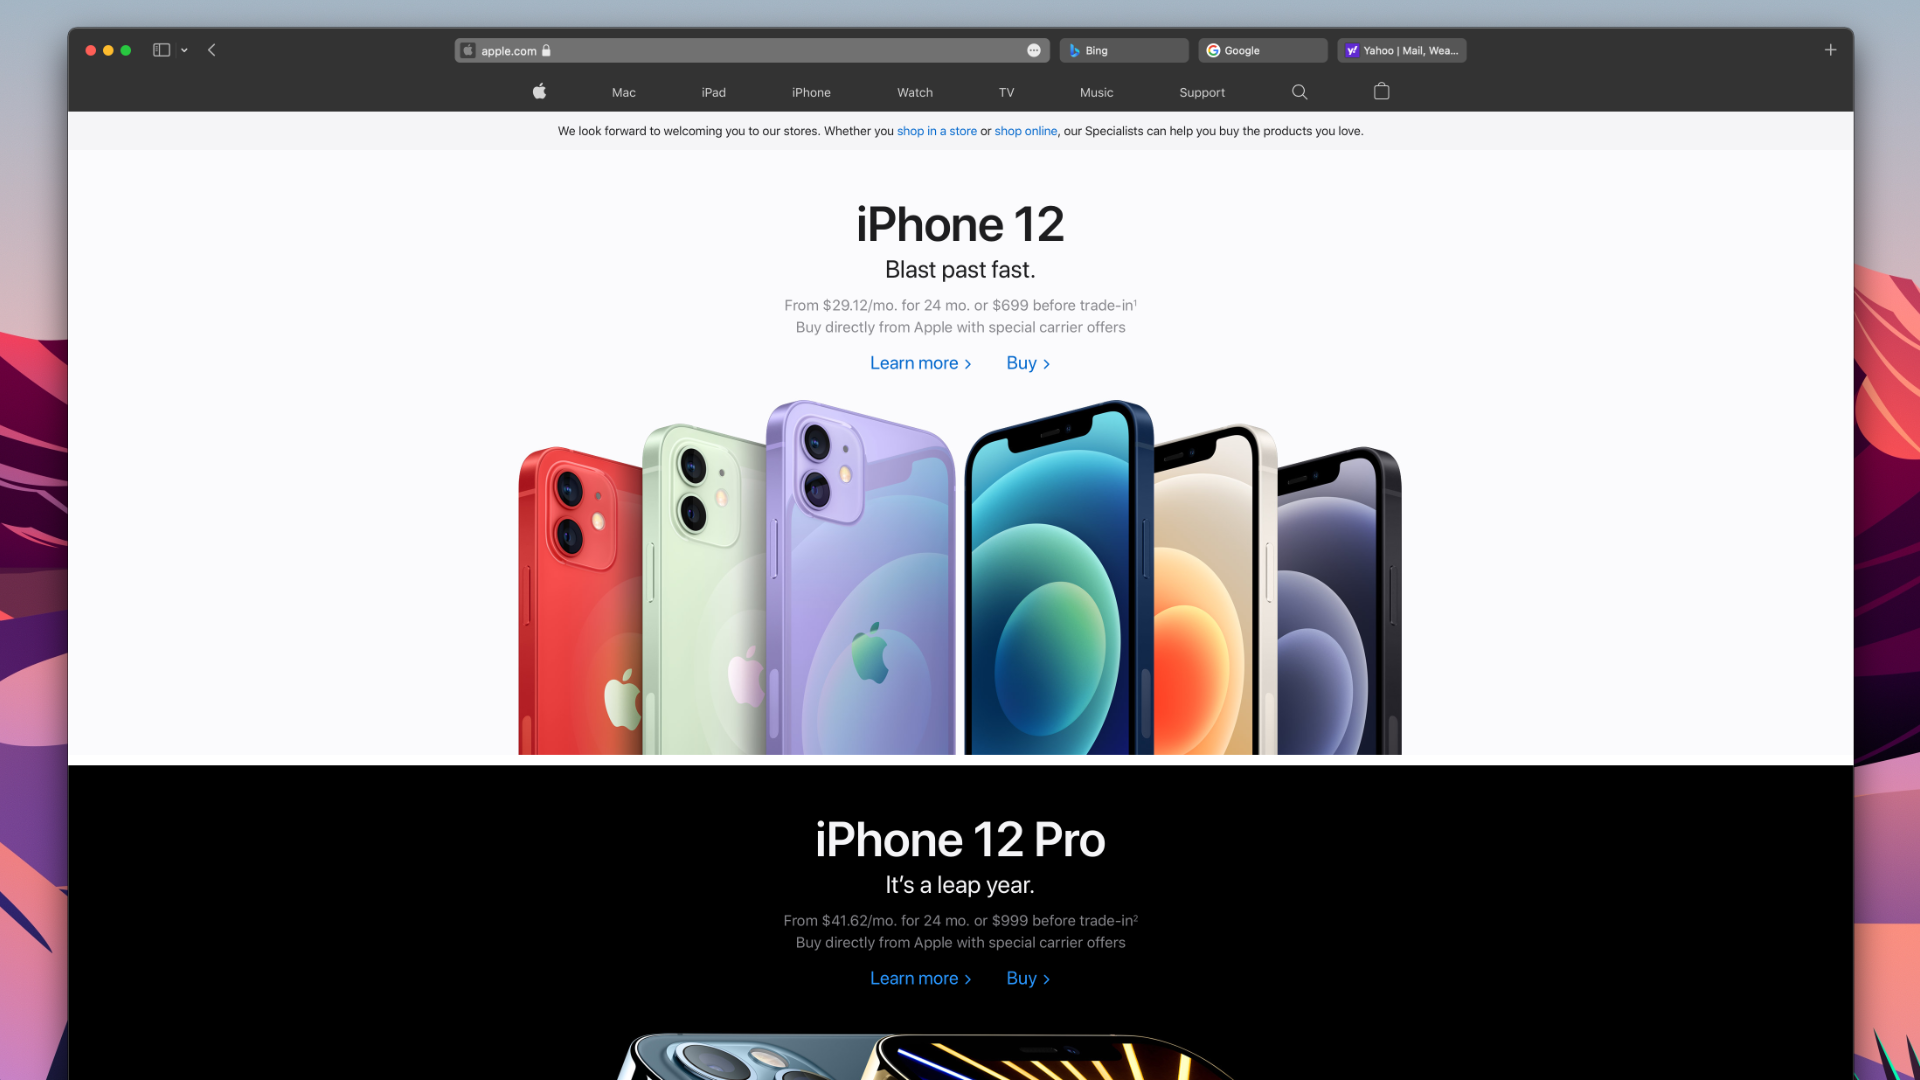 apple.com
Bing
Google
Yahoo | Mail, Wea...
Mac
iPad
iPhone
Watch
TV
Music
Support
We look forward to welcoming you to our stores. Whether you shop in a store or shop online, our Specialists can help you buy the products you love.
iPhone 12
Blast past fast.
From $29.12/mo. for 24 mo. or $699 before trade-in¹
Buy directly from Apple with special carrier offers
Learn more >
Buy >
iPhone 12 Pro
It’s a leap year.
From $41.62/mo. for 24 mo. or $999 before trade-in²
Buy directly from Apple with special carrier offers
Learn more >
Buy >